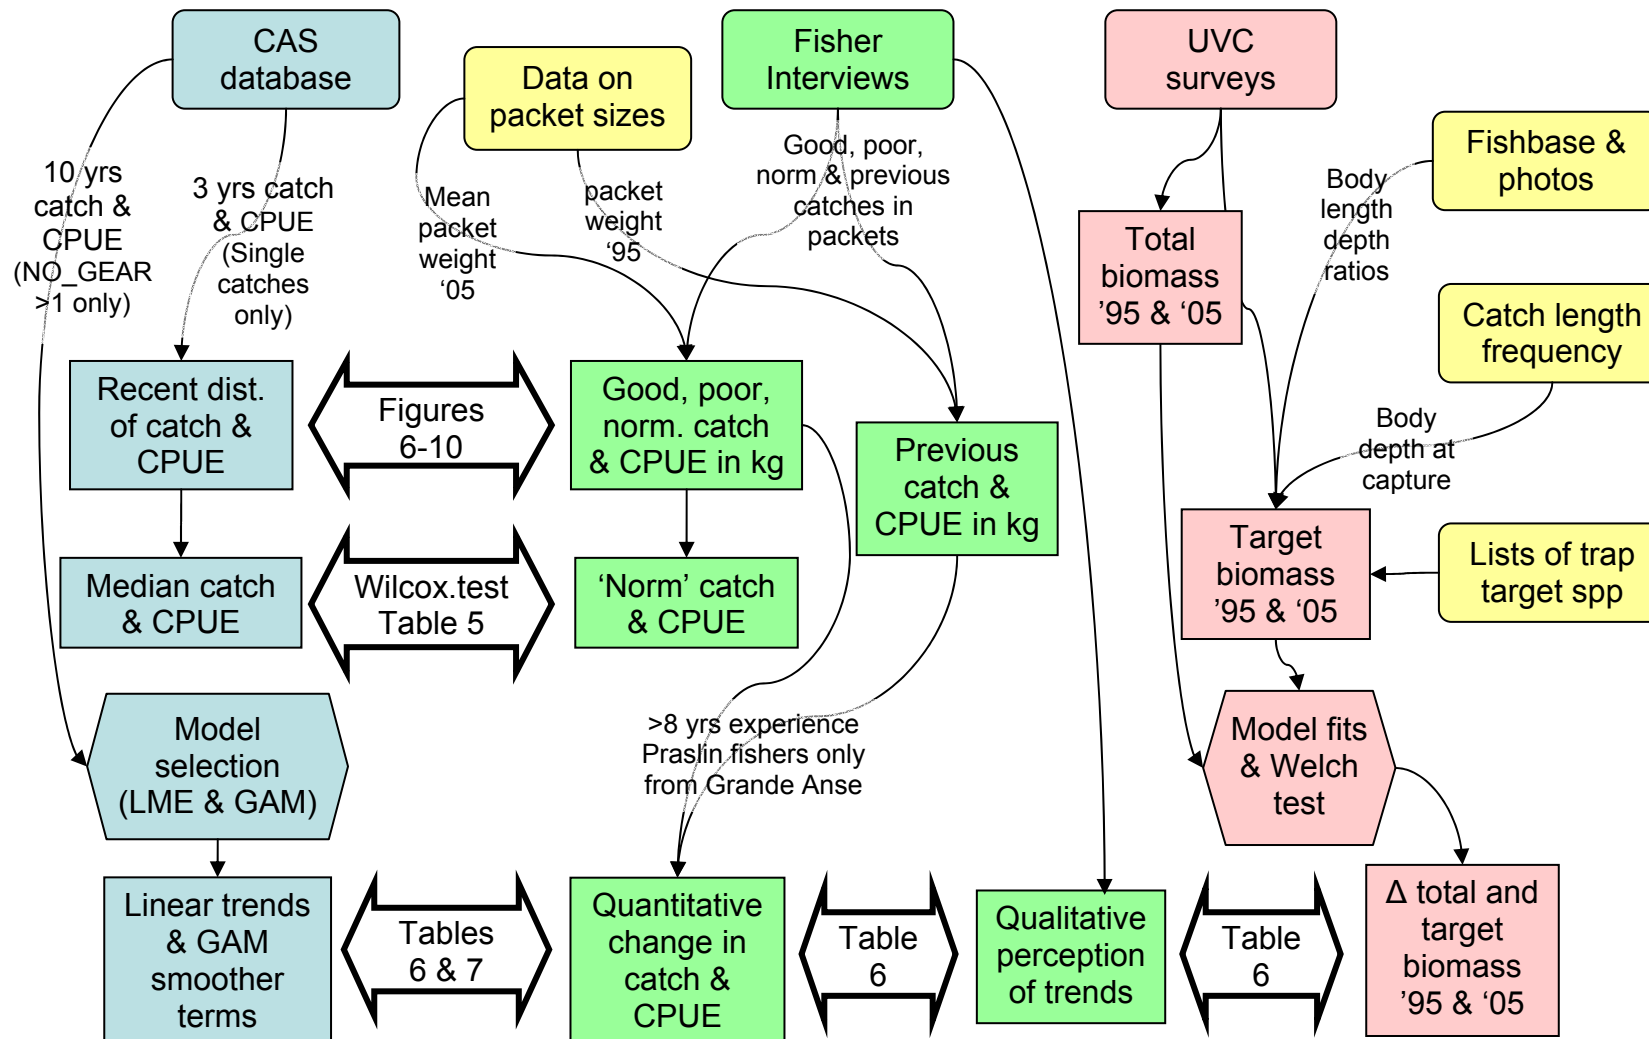 CAS
database
Data on
packet sizes
Fisher
Interviews
UVC
surveys
Fishbase &
photos
10 yrs
catch &
CPUE
(NO_GEAR
>1 only)
3 yrs catch
& CPUE
(Single
catches
only)
Mean
packet
weight
‘05
packet
weight
‘95
Good, poor,
norm & previous
catches in
packets
Body
length
depth
ratios
Total
biomass
’95 & ‘05
Catch length
frequency
Body
depth at
capture
Recent dist.
of catch &
CPUE
Figures
6-10
Good, poor,
norm. catch
& CPUE in kg
Previous
catch &
CPUE in kg
Target
biomass
’95 & ‘05
Lists of trap
target spp
Median catch
& CPUE
Wilcox.test
Table 5
‘Norm’ catch
& CPUE
Model
selection
(LME & GAM)
>8 yrs experience
Praslin fishers only
from Grande Anse
Model fits
& Welch
test
Linear trends
& GAM
smoother
terms
Tables
6 & 7
Quantitative
change in
catch &
CPUE
Table
6
Qualitative
perception
of trends
Table
6
Δ total and
target
biomass
’95 & ‘05